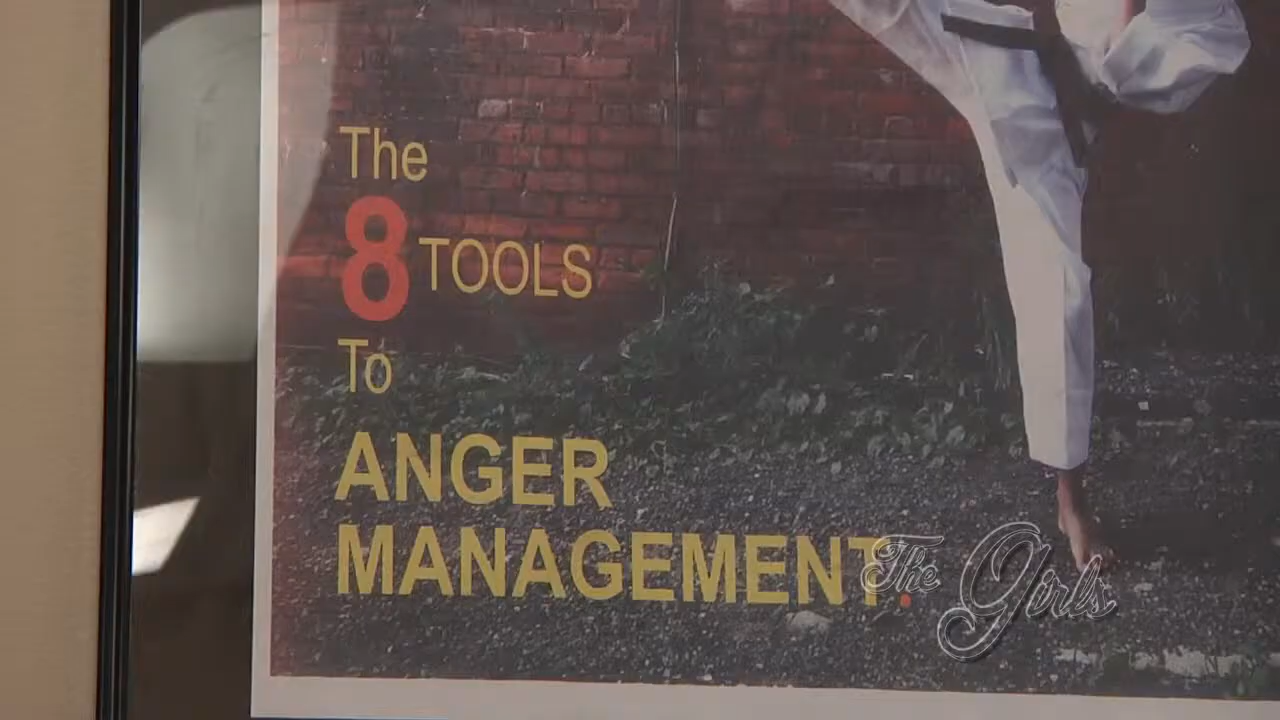 The
8 TOOLS
To
ANGER
MANAGEMENT.
The Girls